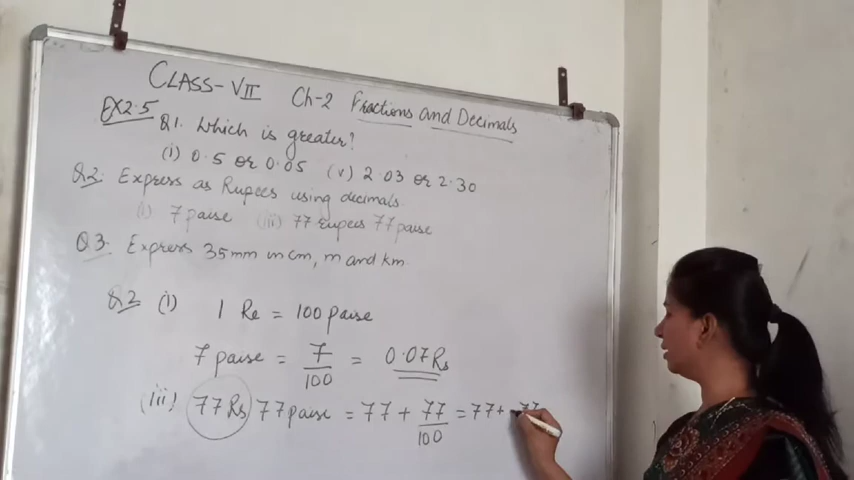 CLASS-VII Ch-2 Fractions and Decimals
EX 2.5
Q1. Which is greater?
(i) 0.5 or 0.05 (v) 2.03 or 2.30
Q2. Express as Rupees using decimals.
(i) 7 paise (iii) 77 rupees 77 paise
Q3. Express 35mm in cm, m and km.
Q2 (i) 1 Re = 100 paise
7 paise = 7/100 = 0.07 Rs
(iii) 77 Rs 77 paise = 77 + 77/100 = 77 + .77